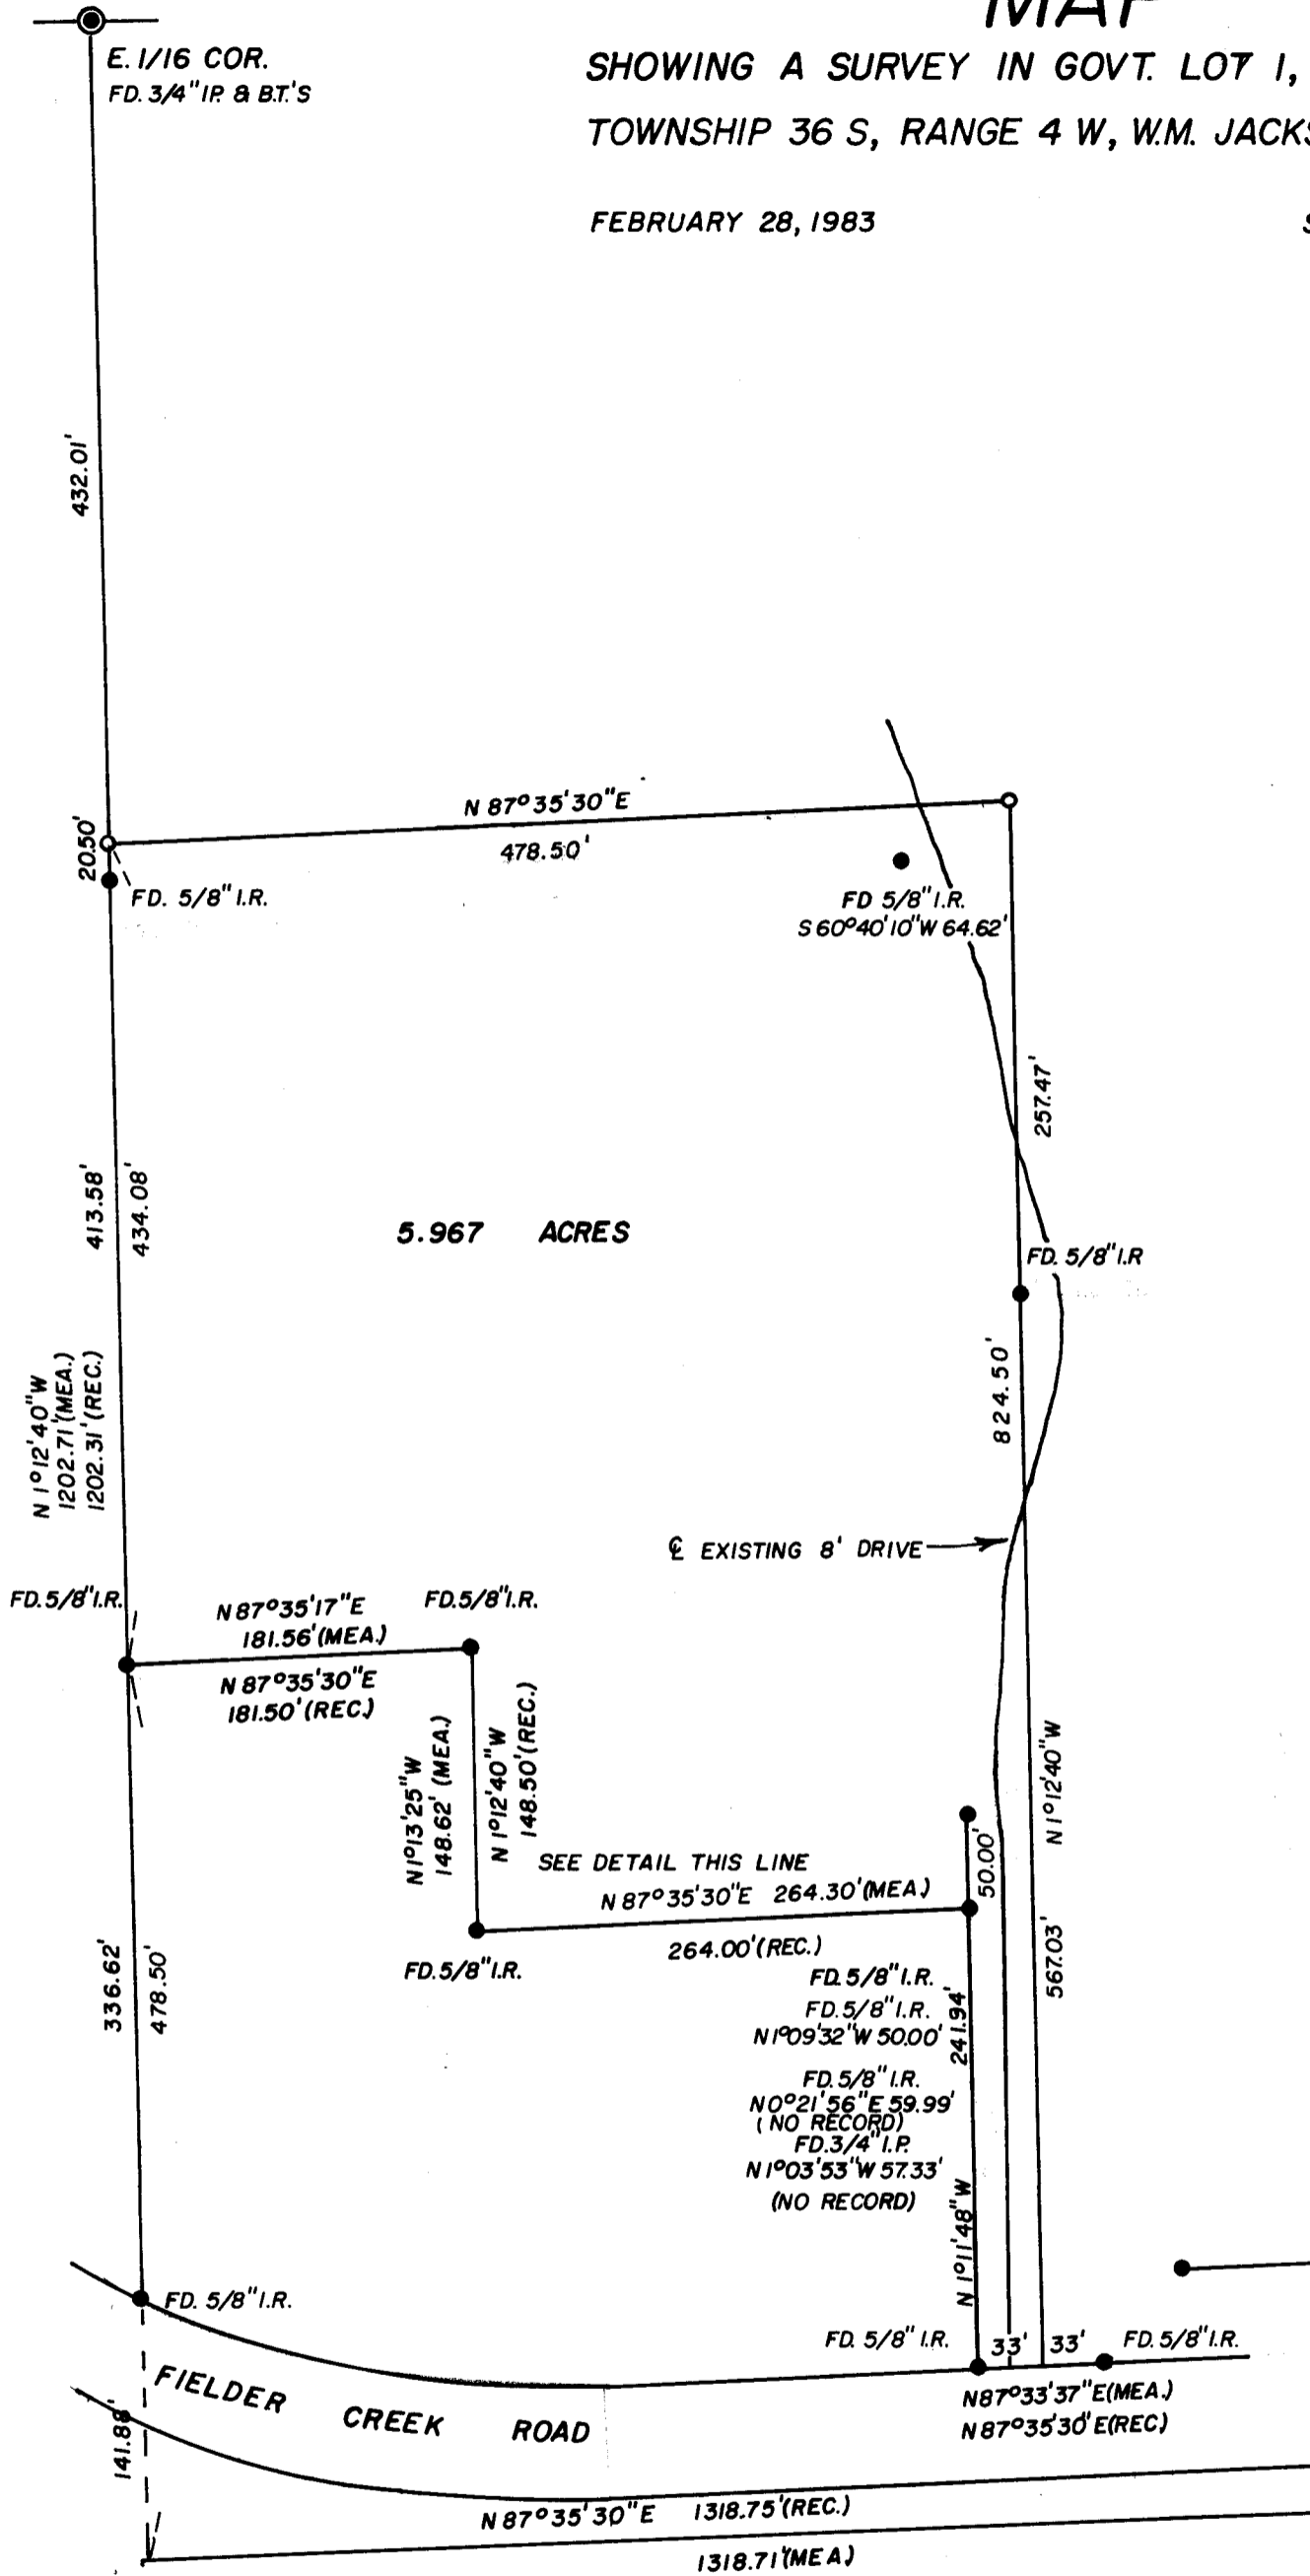 MAP
SHOWING A SURVEY IN GOVT. LOT 1,
TOWNSHIP 36 S, RANGE 4 W, W.M. JACKS
FEBRUARY 28, 1983
S
E. 1/16 COR.
FD. 3/4" I.P. & B.T.'S
432.01'
N 87°35'30"E
478.50'
20.50'
FD. 5/8" I.R.
FD 5/8" I.R.
S 60°40'10"W 64.62'
257.47'
413.58'
434.08'
5.967 ACRES
FD. 5/8" I.R
824.50'
N 1°12'40"W
1202.71'(MEA.)
1202.31'(REC.)
℄ EXISTING 8' DRIVE
FD. 5/8" I.R.
N 87°35'17"E
181.56'(MEA.)
FD. 5/8" I.R.
N 87°35'30"E
181.50'(REC.)
N 1°13'25"W
148.62' (MEA.)
N 1°12'40"W
148.50'(REC.)
N 1°12'40"W
SEE DETAIL THIS LINE
N 87°35'30"E 264.30'(MEA.)
50.00'
264.00'(REC.)
FD. 5/8" I.R.
567.03'
336.62'
478.50'
FD. 5/8" I.R.
FD. 5/8" I.R.
N 1°09'32"W 50.00'
241.94'
FD. 5/8" I.R.
N 0°21'56"E 59.99'
(NO RECORD)
FD. 3/4" I.P.
N 1°03'53"W 57.33'
(NO RECORD)
N 1°11'48"W
FD. 5/8" I.R.
FD. 5/8" I.R.
33'
33'
FD. 5/8" I.R.
N 87°33'37"E(MEA.)
N 87°35'30'E(REC)
FIELDER CREEK ROAD
141.88'
N 87°35'30"E 1318.75'(REC.)
1318.71'(MEA)